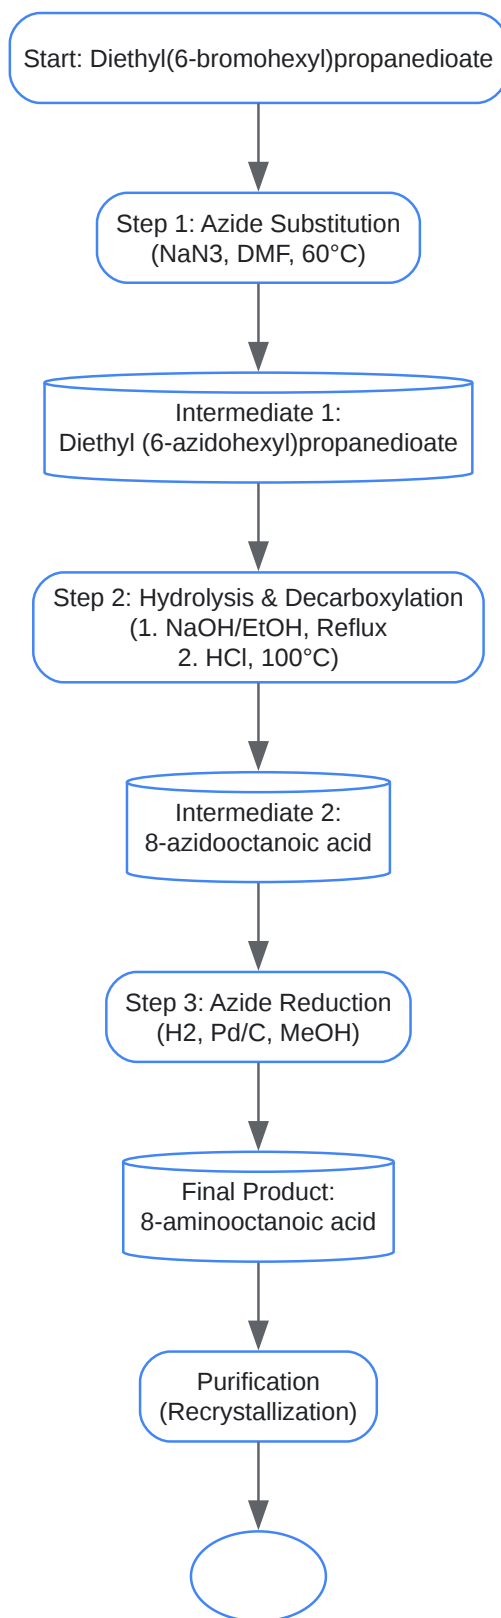 Start: Diethyl(6-bromohexyl)propanedioate
Step 1: Azide Substitution
(NaN3, DMF, 60°C)
Intermediate 1:
Diethyl (6-azidohexyl)propanedioate
Step 2: Hydrolysis & Decarboxylation
(1. NaOH/EtOH, Reflux
2. HCl, 100°C)
Intermediate 2:
8-azidooctanoic acid
Step 3: Azide Reduction
(H2, Pd/C, MeOH)
Final Product:
8-aminooctanoic acid
Purification
(Recrystallization)